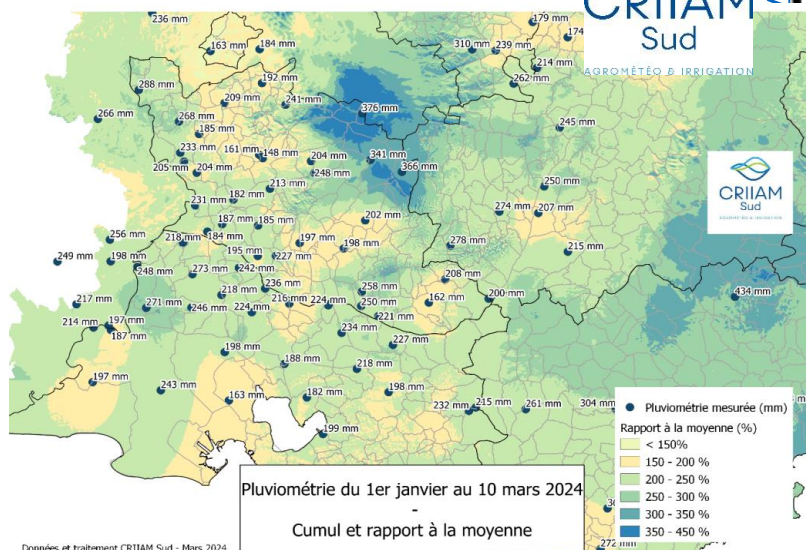 236 mm
179 mm
CRIIAM
Sud
AGROMÉTÉO & IRRIGATION
163 mm
184 mm
310 mm
239 mm
174
214 mm
262 mm
192 mm
288 mm
209 mm
241 mm
376 mm
266 mm
268 mm
185 mm
245 mm
233 mm
161 mm
148 mm
204 mm
341 mm
205 mm
204 mm
248 mm
366 mm
213 mm
250 mm
CRIIAM
Sud
231 mm
182 mm
202 mm
274 mm
207 mm
187 mm
185 mm
256 mm
218 mm
184 mm
197 mm
198 mm
278 mm
215 mm
249 mm
198 mm
195 mm
227 mm
248 mm
273 mm
242 mm
208 mm
217 mm
271 mm
218 mm
236 mm
258 mm
162 mm
200 mm
434 mm
246 mm
224 mm
216 mm
224 mm
250 mm
214 mm
197 mm
187 mm
221 mm
234 mm
198 mm
227 mm
188 mm
218 mm
197 mm
243 mm
163 mm
182 mm
198 mm
232 mm
215 mm
261 mm
304 mm
199 mm
Pluviométrie mesurée (mm)
Rapport à la moyenne (%)
< 150%
150 - 200 %
200 - 250 %
250 - 300 %
300 - 350 %
350 - 450 %
Pluviométrie du 1er janvier au 10 mars 2024
-
Cumul et rapport à la moyenne
272 mm
Données et traitement CRIIAM Sud - Mars 2024